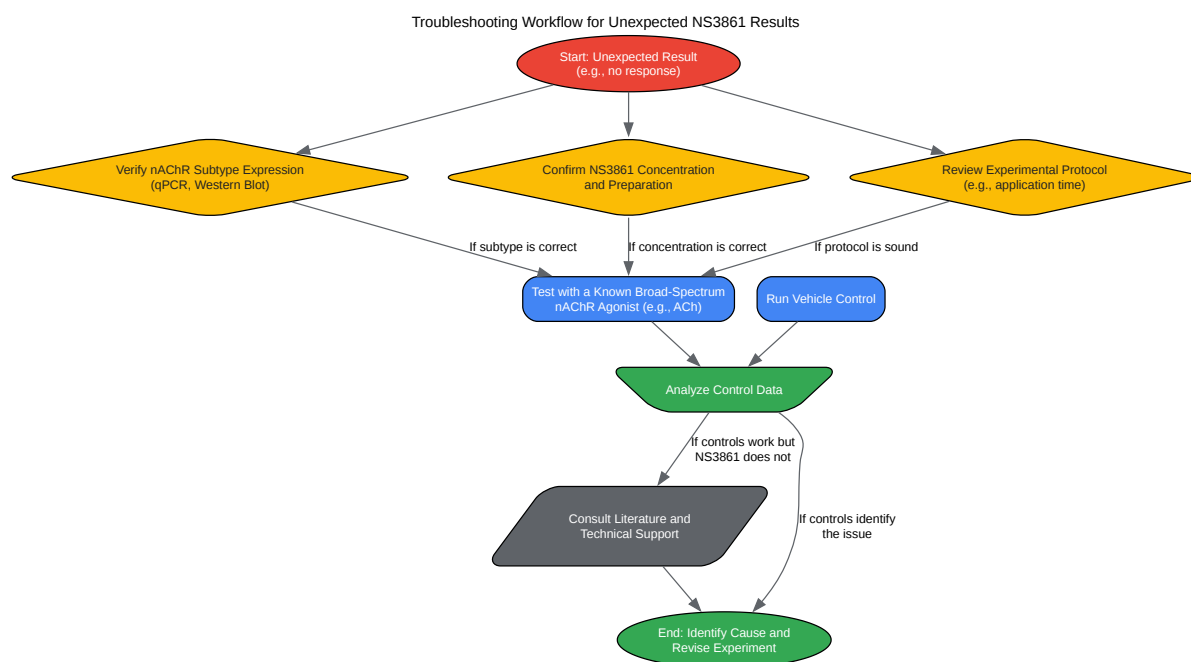 Troubleshooting Workflow for Unexpected NS3861 Results
Start: Unexpected Result
(e.g., no response)
Verify nAChR Subtype Expression
(qPCR, Western Blot)
Confirm NS3861 Concentration
and Preparation
Review Experimental Protocol
(e.g., application time)
If subtype is correct
If concentration is correct
If protocol is sound
Test with a Known Broad-Spectrum
nAChR Agonist (e.g., ACh)
Run Vehicle Control
Analyze Control Data
If controls work but
NS3861 does not
Consult Literature and
Technical Support
If controls identify
the issue
End: Identify Cause and
Revise Experiment